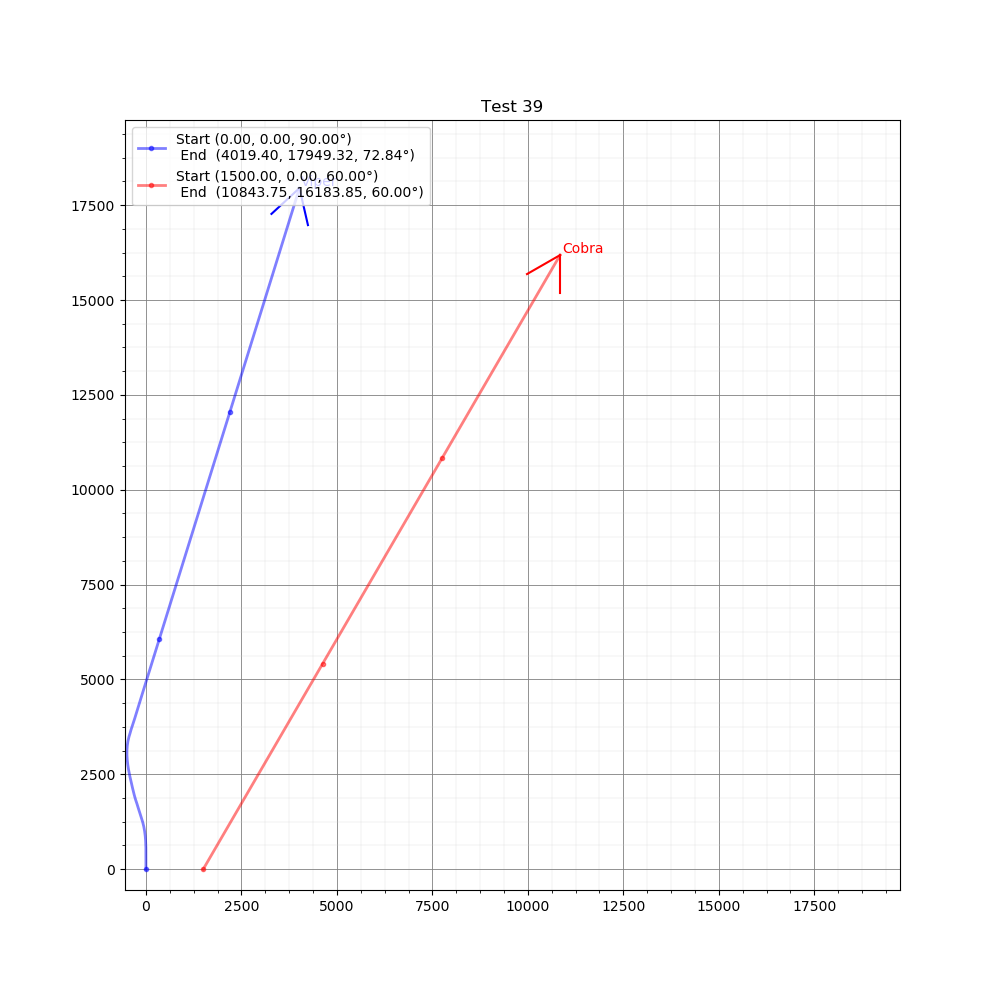 Test 39
Start (0.00, 0.00, 90.00°)
End (4019.40, 17949.32, 72.84°)
Start (1500.00, 0.00, 60.00°)
End (10843.75, 16183.85, 60.00°)
Cobra
17500
15000
12500
10000
7500
5000
2500
0
0 2500 5000 7500 10000 12500 15000 17500